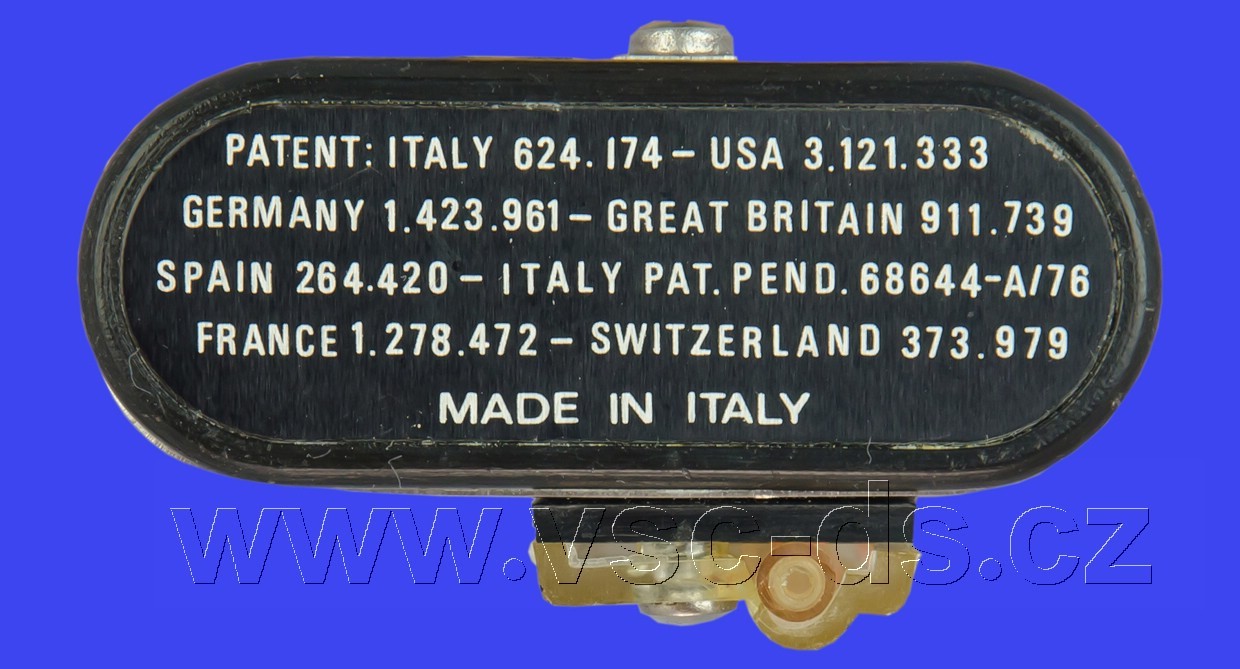 PATENT: ITALY 624.174 – USA 3.121.333
GERMANY 1.423.961 – GREAT BRITAIN 911.739
SPAIN 264.420 – ITALY PAT. PEND. 68644-A/76
FRANCE 1.278.472 – SWITZERLAND 373.979
MADE IN ITALY
www.vsc-ds.cz